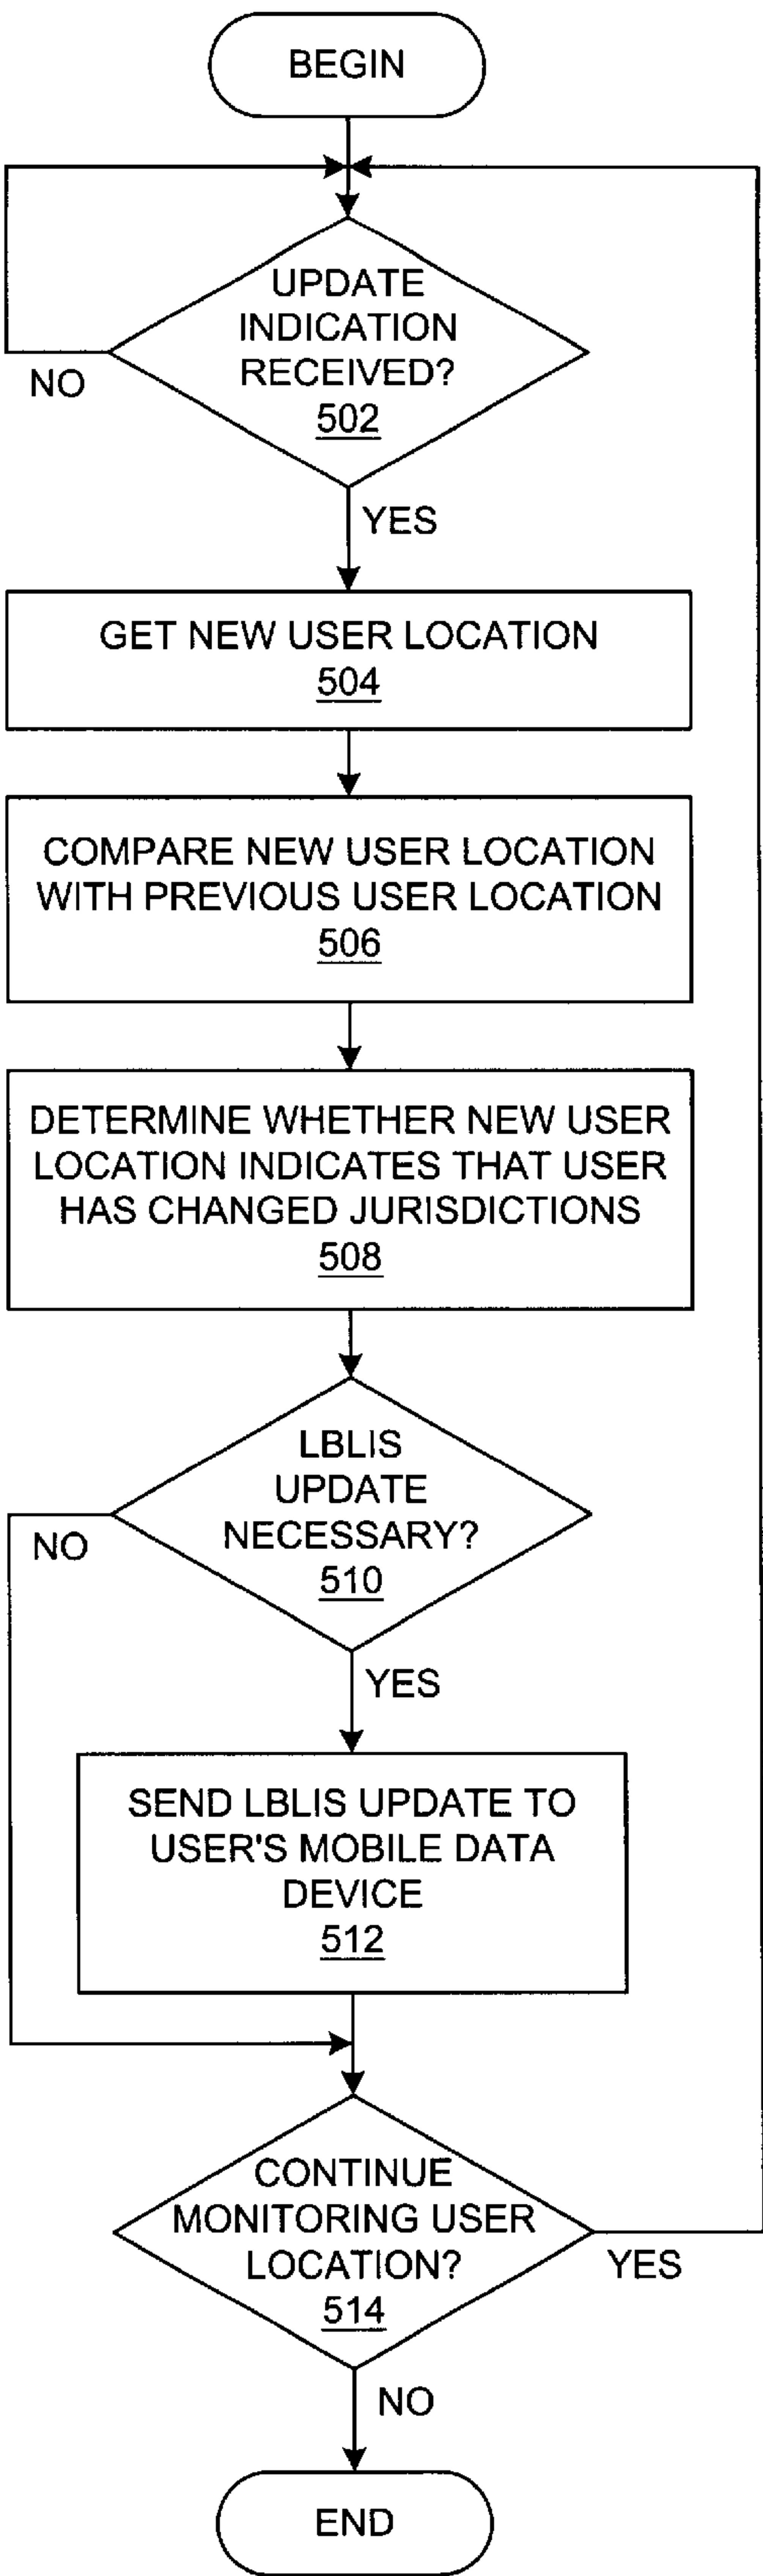 BEGIN
UPDATE
INDICATION
RECEIVED?
502
NO
YES
GET NEW USER LOCATION
504
COMPARE NEW USER LOCATION
WITH PREVIOUS USER LOCATION
506
DETERMINE WHETHER NEW USER
LOCATION INDICATES THAT USER
HAS CHANGED JURISDICTIONS
508
LBLIS
UPDATE
NECESSARY?
510
NO
YES
SEND LBLIS UPDATE TO
USER'S MOBILE DATA
DEVICE
512
CONTINUE
MONITORING USER
LOCATION?
514
YES
NO
END